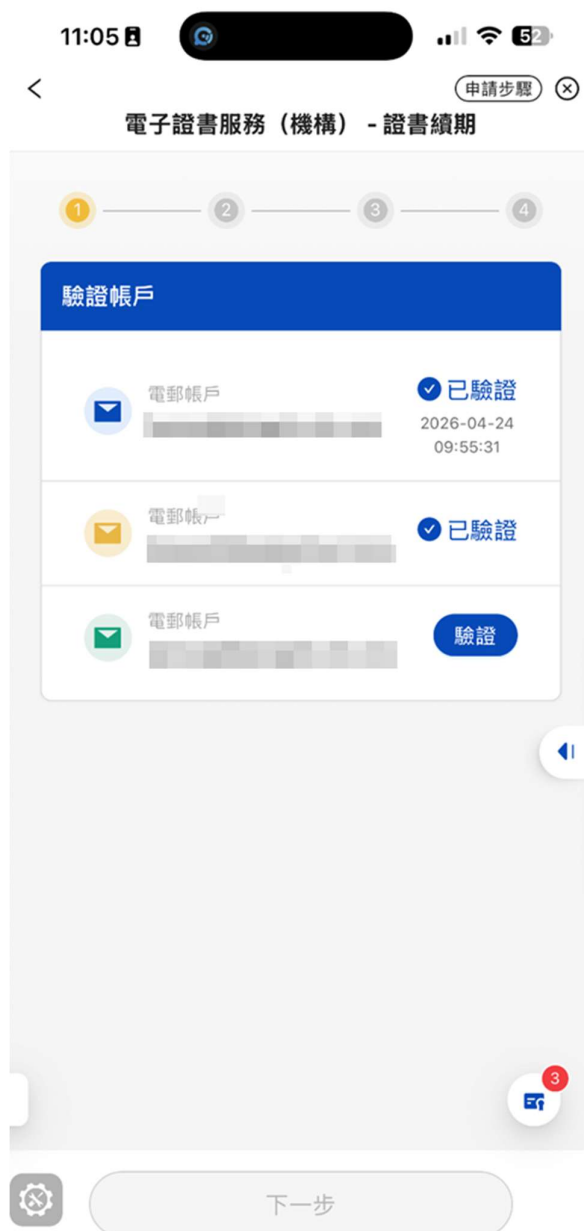 11:05
52
申請步驟
電子證書服務（機構） - 證書續期
1 2 3 4
驗證帳戶
電郵帳戶
已驗證
2026-04-24
09:55:31
電郵帳戶
已驗證
電郵帳戶
驗證
3
下一步